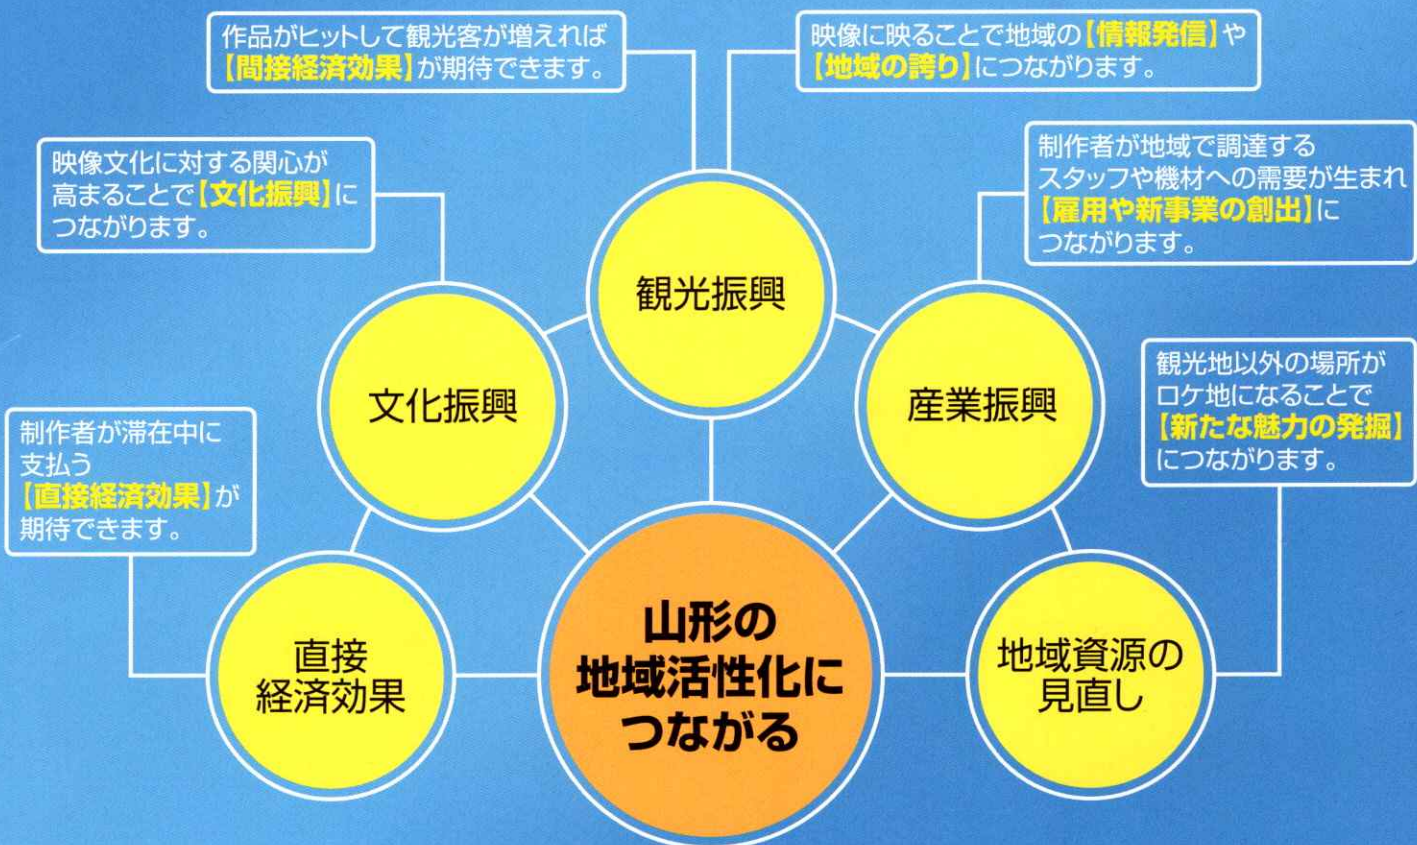 作品がヒットして観光客が増えれば
【間接経済効果】が期待できます。
映像に映ることで地域の【情報発信】や
【地域の誇り】につながります。
映像文化に対する関心が
高まることで【文化振興】に
つながります。
制作者が地域で調達する
スタッフや機材への需要が生まれ
【雇用や新事業の創出】に
つながります。
観光振興
文化振興
産業振興
観光地以外の場所が
ロケ地になることで
【新たな魅力の発掘】
につながります。
制作者が滞在中に
支払う
【直接経済効果】が
期待できます。
直接
経済効果
山形の
地域活性化に
つながる
地域資源の
見直し